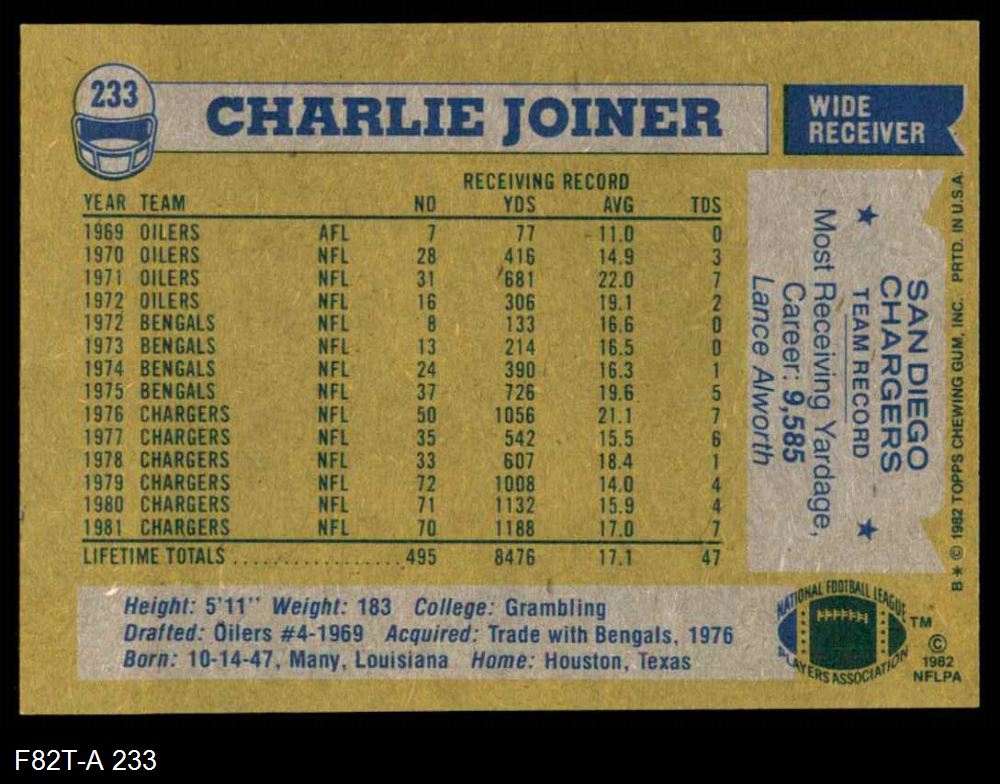 233
CHARLIE JOINER
WIDE
RECEIVER
RECEIVING RECORD
YEAR TEAM NO YDS AVG TDS
1969 OILERS AFL 7 77 11.0 0
1970 OILERS NFL 28 416 14.9 3
1971 OILERS NFL 31 681 22.0 7
1972 OILERS NFL 16 306 19.1 2
1972 BENGALS NFL 8 133 16.6 0
1973 BENGALS NFL 13 214 16.5 0
1974 BENGALS NFL 24 390 16.3 1
1975 BENGALS NFL 37 726 19.6 5
1976 CHARGERS NFL 50 1056 21.1 7
1977 CHARGERS NFL 35 542 15.5 6
1978 CHARGERS NFL 33 607 18.4 1
1979 CHARGERS NFL 72 1008 14.0 4
1980 CHARGERS NFL 71 1132 15.9 4
1981 CHARGERS NFL 70 1188 17.0 7
LIFETIME TOTALS .................... 495 8476 17.1 47
Height: 5'11" Weight: 183 College: Grambling
Drafted: Oilers #4-1969 Acquired: Trade with Bengals, 1976
Born: 10-14-47, Many, Louisiana Home: Houston, Texas
SAN DIEGO
CHARGERS
★ TEAM RECORD ★
Most Receiving Yardage,
Career: 9,585
Lance Alworth
B* © 1982 TOPPS CHEWING GUM, INC. PRTD. IN U.S.A.
NATIONAL FOOTBALL LEAGUE
PLAYERS ASSOCIATION
TM
©
1982
NFLPA
F82T-A 233